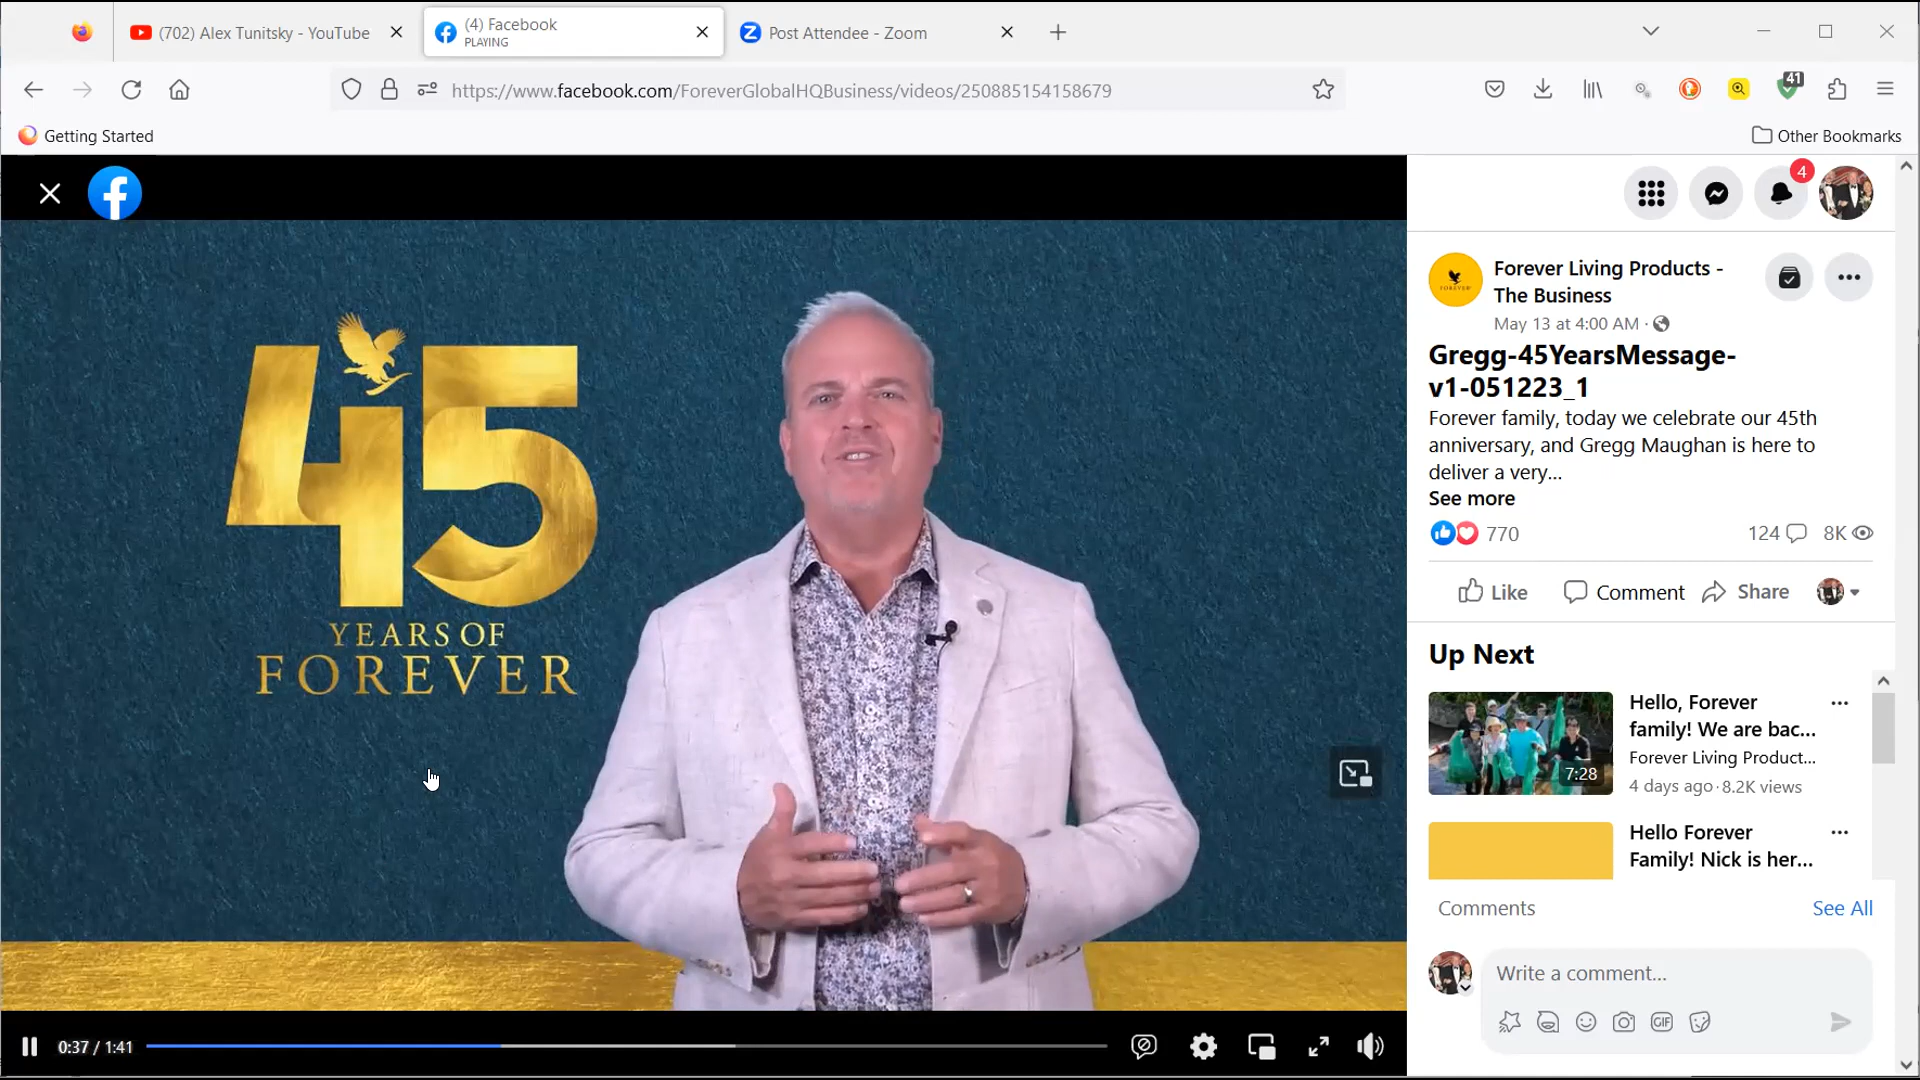 (702) Alex Tunitsky - YouTube
(4) Facebook
PLAYING
Post Attendee - Zoom
https://www.facebook.com/ForeverGlobalHQBusiness/videos/250885154158679
41
Getting Started
Other Bookmarks
4
45
YEARS OF
FOREVER
Forever Living Products -
The Business
May 13 at 4:00 AM ·
Gregg-45YearsMessage-
v1-051223_1
Forever family, today we celebrate our 45th
anniversary, and Gregg Maughan is here to
deliver a very...
See more
770
124
8K
Like
Comment
Share
Up Next
Hello, Forever
family! We are bac...
Forever Living Product...
4 days ago · 8.2K views
7:28
Hello Forever
Family! Nick is her...
Comments
See All
Write a comment...
GIF
0:37 / 1:41